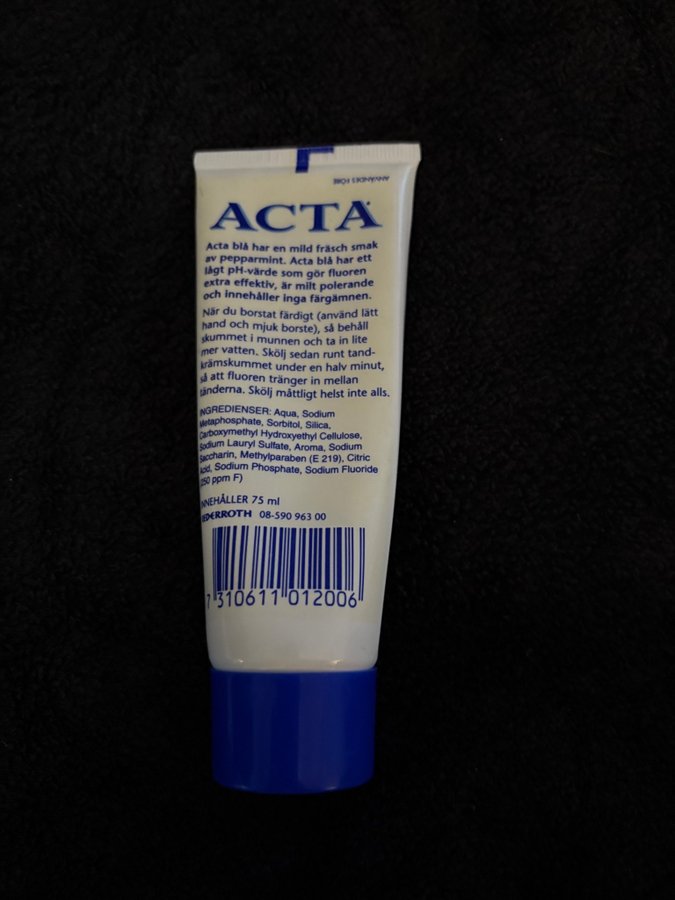 ANVÄNDES FÖRE
ACTA
Acta blå har en mild fräsch smak
av pepparmint. Acta blå har ett
lågt pH-värde som gör fluoren
extra effektiv, är milt polerande
och innehåller inga färgämnen.
När du borstat färdigt (använd lätt
hand och mjuk borste), så behåll
skummet i munnen och ta in lite
mer vatten. Skölj sedan runt tand-
krämskummet under en halv minut,
så att fluoren tränger in mellan
tänderna. Skölj måttligt helst inte alls.
INGREDIENSER: Aqua, Sodium
Metaphosphate, Sorbitol, Silica,
Carboxymethyl Hydroxyethyl Cellulose,
Sodium Lauryl Sulfate, Aroma, Sodium
Saccharin, Methylparaben (E 219), Citric
Acid, Sodium Phosphate, Sodium Fluoride
250 ppm F)
INNEHÅLLER 75 ml
CEDERROTH 08-590 963 00
7 310611 012006